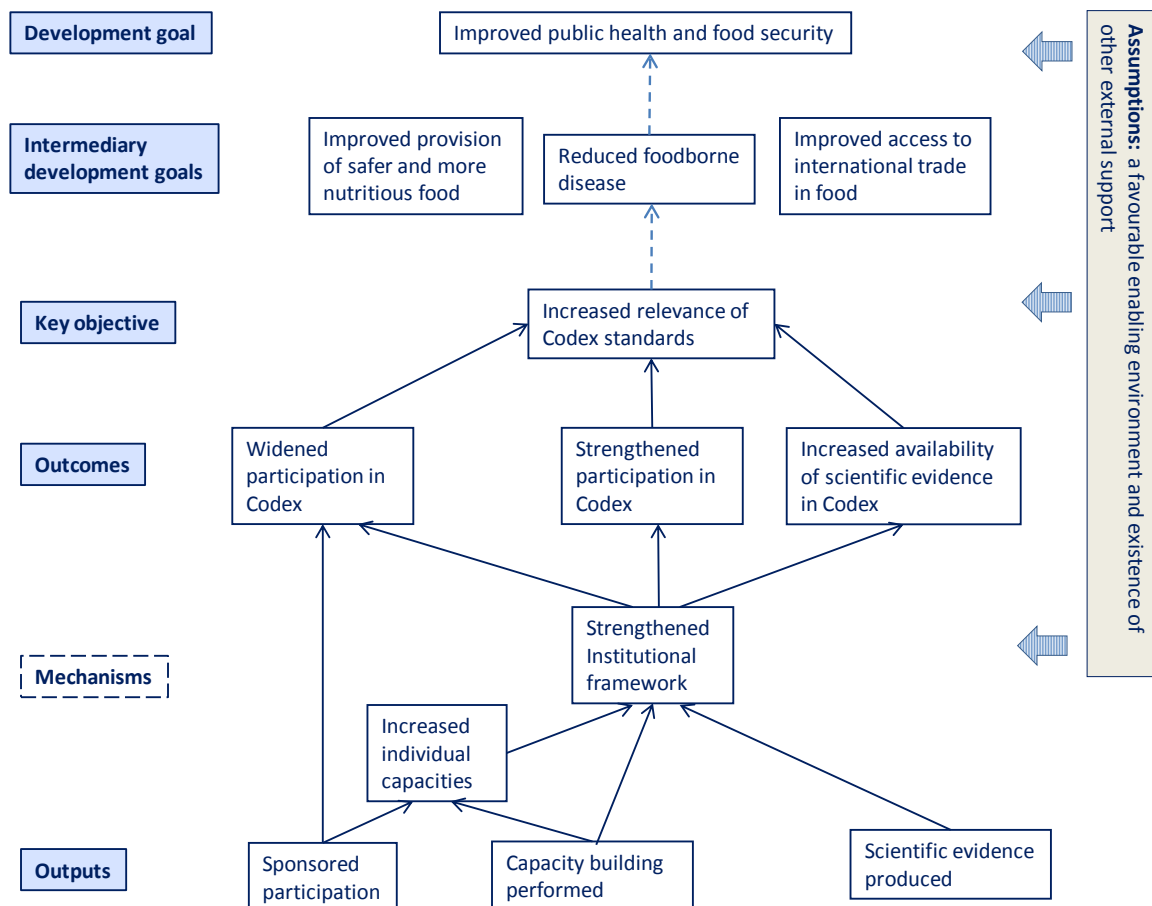 Development goal
Improved public health and food security
Intermediary
development goals
Improved provision
of safer and more
nutritious food
Reduced foodborne
disease
Improved access to
international trade
in food
Key objective
Increased relevance of
Codex standards
Outcomes
Widened
participation in
Codex
Strengthened
participation in
Codex
Increased availability
of scientific evidence
in Codex
Mechanisms
Strengthened
Institutional
framework
Increased
individual
capacities
Outputs
Sponsored
participation
Capacity building
performed
Scientific evidence
produced
Assumptions: a favourable enabling environment and existence of
other external support